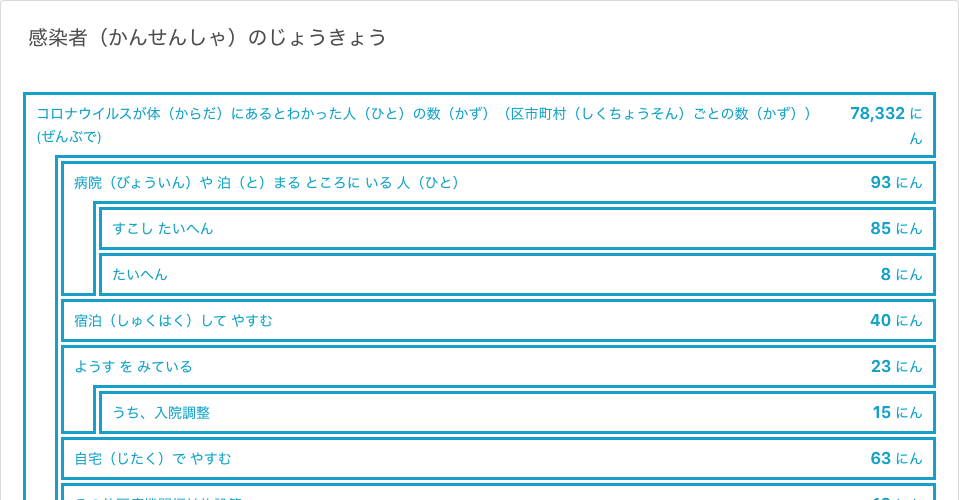 感染者（かんせんしゃ）のじょうきょう
コロナウイルスが体（からだ）にあるとわかった人（ひと）の数（かず）（区市町村（しくちょうそん）ごとの数（かず）） 78,332 に
(ぜんぶで) ん
病院（びょういん）や 泊（と）まる ところに いる 人（ひと） 93 にん
すこし たいへん 85 にん
たいへん 8 にん
宿泊（しゅくはく）して やすむ 40 にん
ようす を みている 23 にん
うち、入院調整 15 にん
自宅（じたく）で やすむ 63 にん